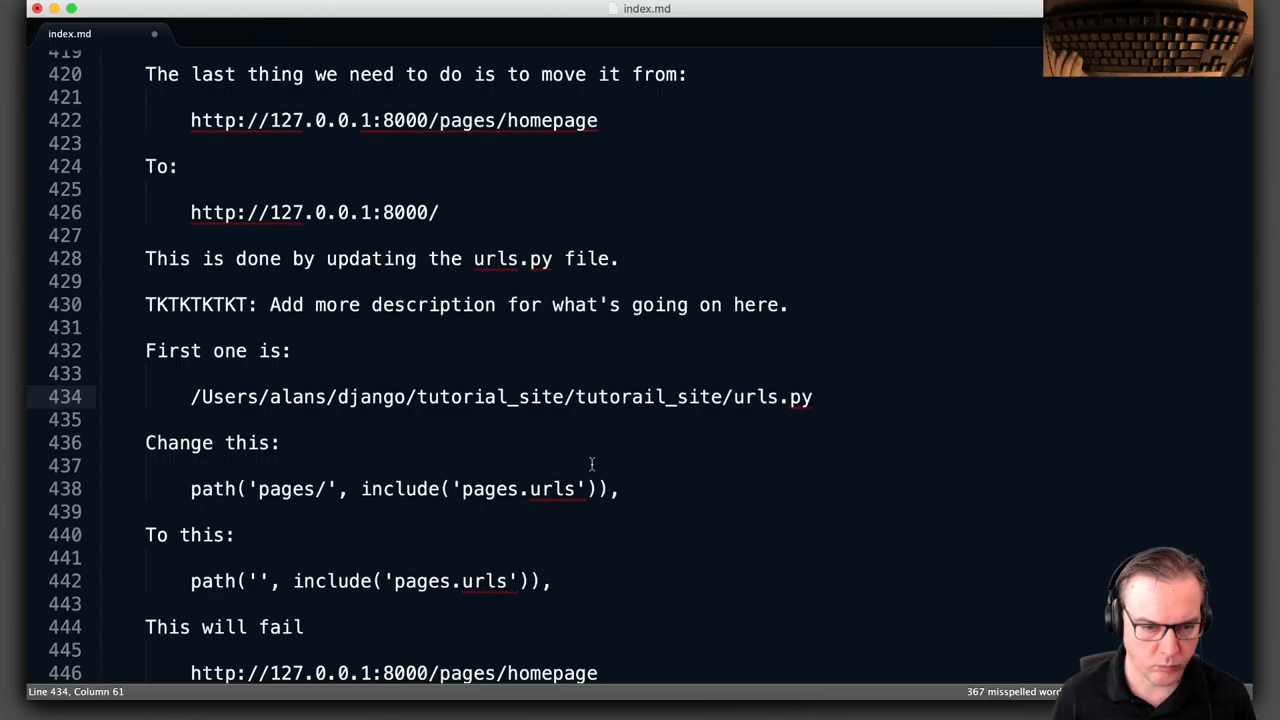 index.md
index.md
419
420 The last thing we need to do is to move it from:
421
422 http://127.0.0.1:8000/pages/homepage
423
424 To:
425
426 http://127.0.0.1:8000/
427
428 This is done by updating the urls.py file.
429
430 TKTKTKTKT: Add more description for what's going on here.
431
432 First one is:
433
434 /Users/alans/django/tutorial_site/tutorail_site/urls.py
435
436 Change this:
437
438 path('pages/', include('pages.urls')),
439
440 To this:
441
442 path('', include('pages.urls')),
443
444 This will fail
445
446 http://127.0.0.1:8000/pages/homepage
Line 434, Column 61
367 misspelled